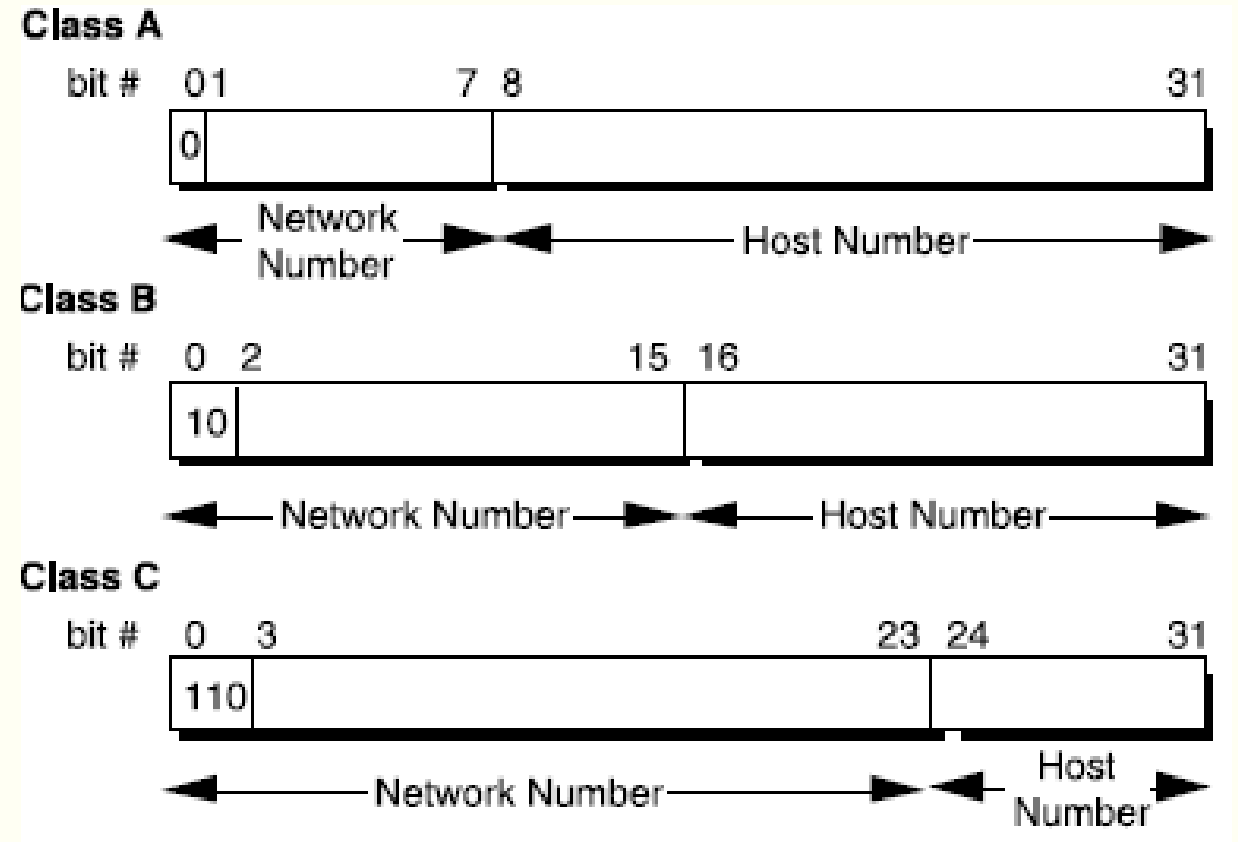 Class A
bit # 01 7 8 31
0
Network
Number
Host Number
Class B
bit # 0 2 15 16 31
10
Network Number Host Number
Class C
bit # 0 3 23 24 31
110
Network Number
Host
Number